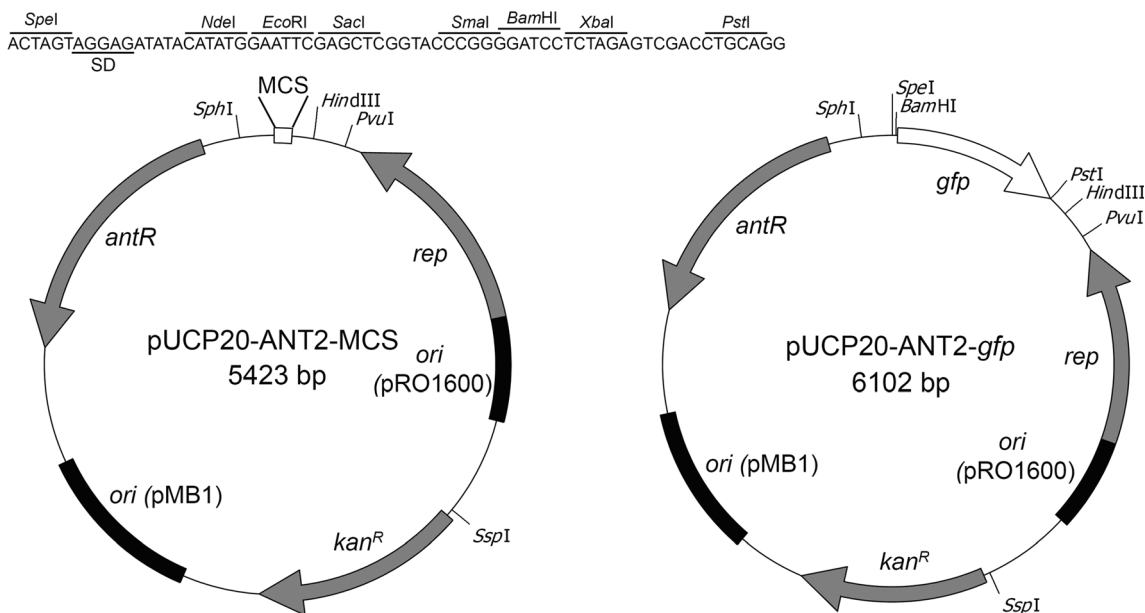 SpeI NdeI EcoRI SacI SmaI BamHI XbaI PstI
ACTAGTAGGAGATATACATATGGAATTCGAGCTCGGTACCCGGGGATCCTCTAGAGTCGACCTGCAGG
SD
MCS
SphI HindIII
PvuI
antR
rep
pUCP20-ANT2-MCS
5423 bp
ori
(pRO1600)
ori (pMB1)
kanR
SspI
SpeI
SphI BamHI
gfp
PstI
HindIII
PvuI
antR
rep
pUCP20-ANT2-gfp
6102 bp
ori
(pRO1600)
ori (pMB1)
kanR
SspI